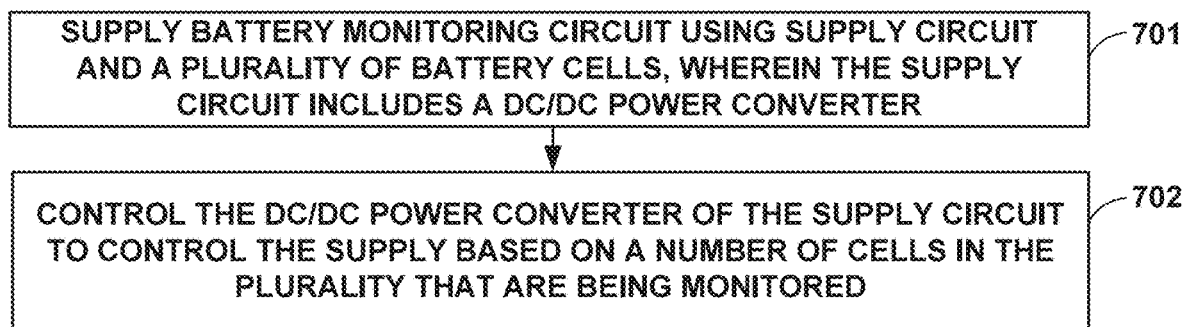 SUPPLY BATTERY MONITORING CIRCUIT USING SUPPLY CIRCUIT
AND A PLURALITY OF BATTERY CELLS, WHEREIN THE SUPPLY
CIRCUIT INCLUDES A DC/DC POWER CONVERTER
701
CONTROL THE DC/DC POWER CONVERTER OF THE SUPPLY CIRCUIT
TO CONTROL THE SUPPLY BASED ON A NUMBER OF CELLS IN THE
PLURALITY THAT ARE BEING MONITORED
702